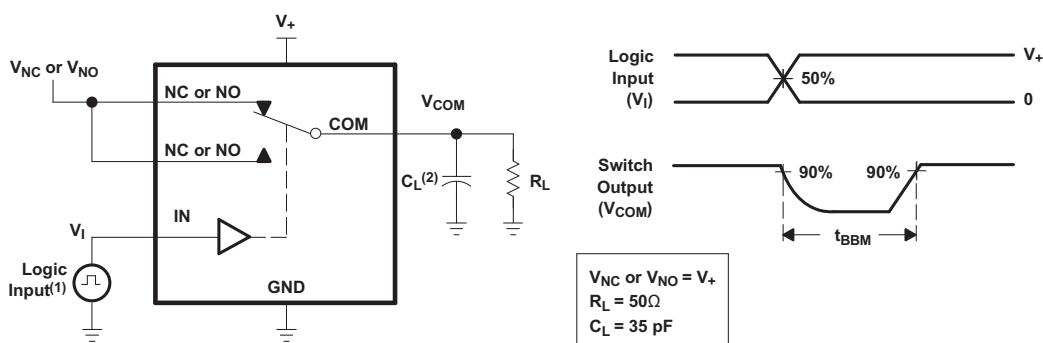 V+
VNC or VNO
NC or NO
VCOM
COM
NC or NO
CL(2)
RL
IN
VI
Logic
Input(1)
GND
Logic
Input
(VI)
50%
V+
0
Switch
Output
(VCOM)
90%
90%
tBBM
VNC or VNO = V+
RL = 50Ω
CL = 35 pF